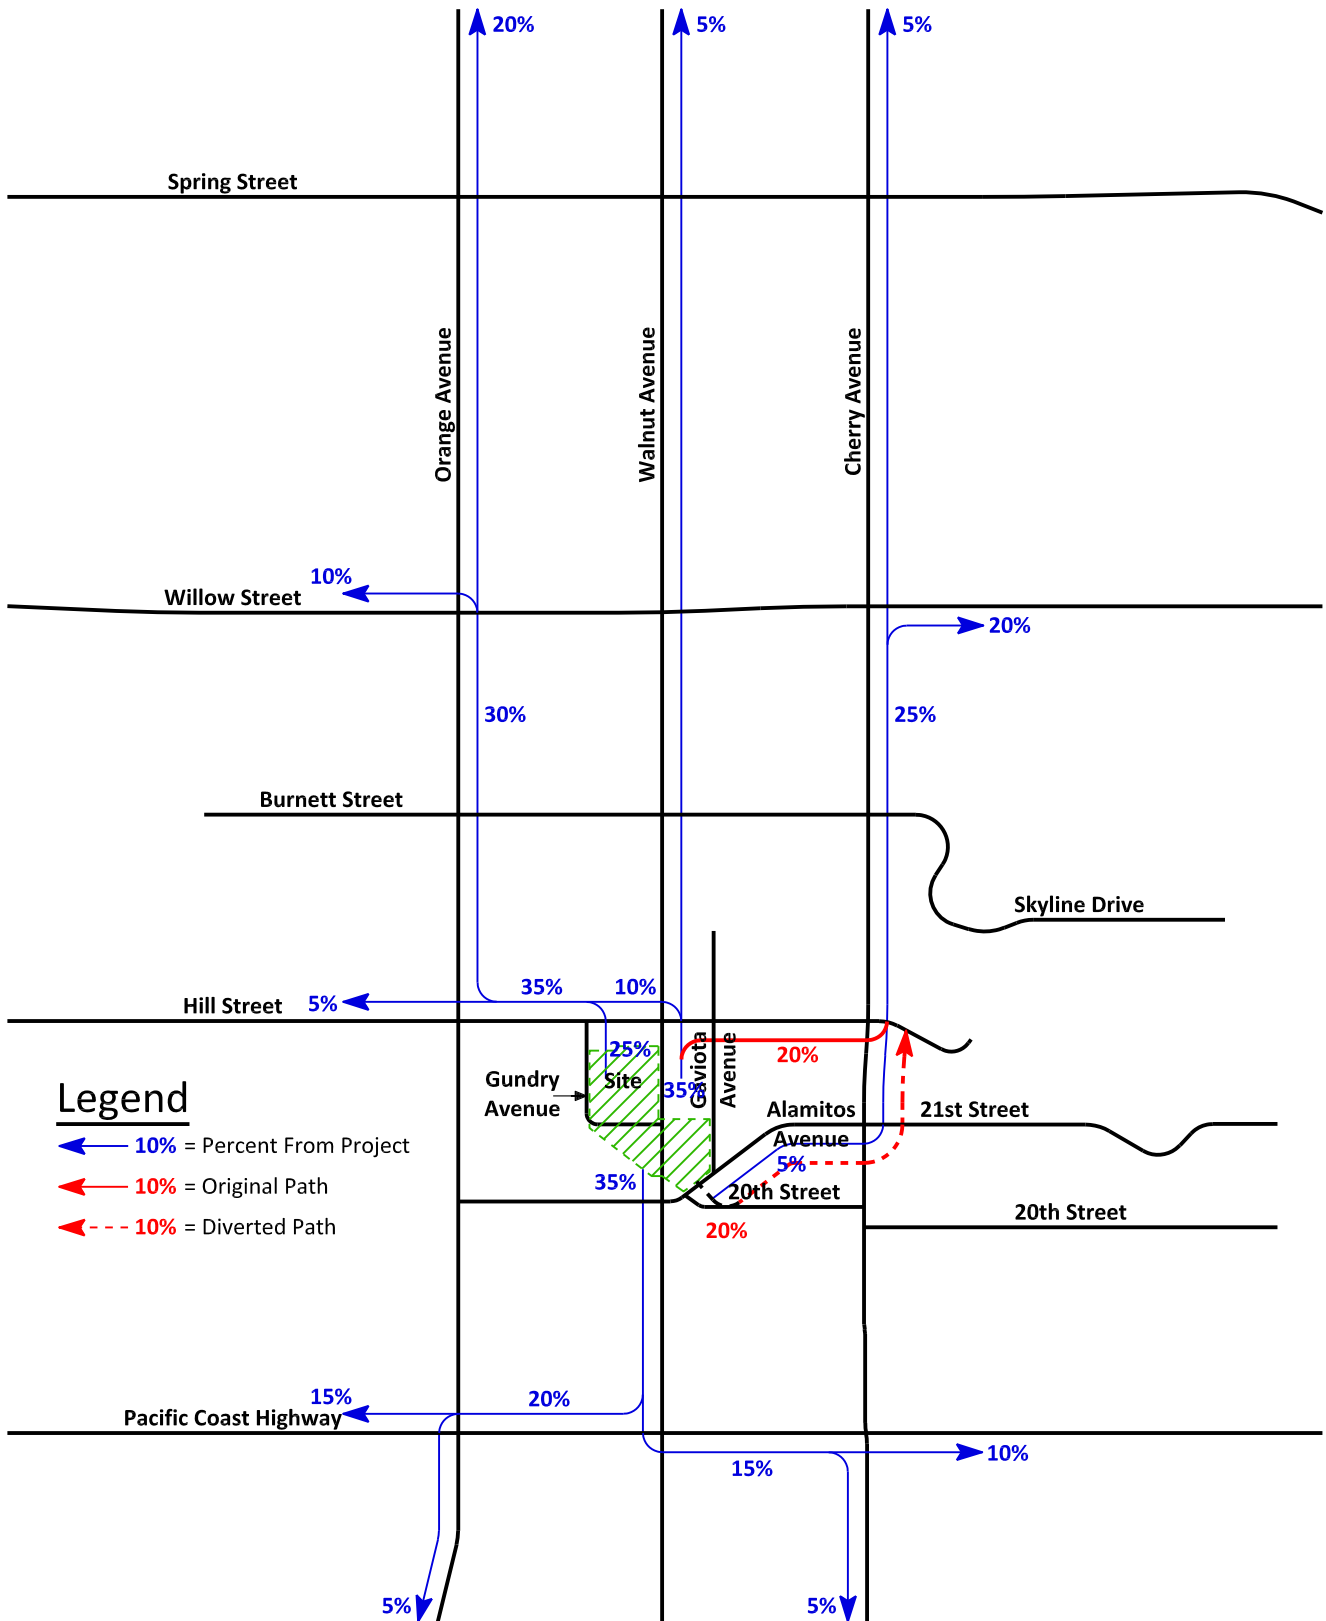 20%
5%
5%
Spring Street
Orange Avenue
Walnut Avenue
Cherry Avenue
10%
Willow Street
20%
30%
25%
Burnett Street
Skyline Drive
35%
10%
5%
Hill Street
25%
20%
Site
35%
Gaviota
Avenue
Gundry
Avenue
Alamitos
Avenue
21st Street
5%
35%
20th Street
20th Street
20%
Legend
10% = Percent From Project
10% = Original Path
10% = Diverted Path
15%
20%
Pacific Coast Highway
10%
15%
5%
5%